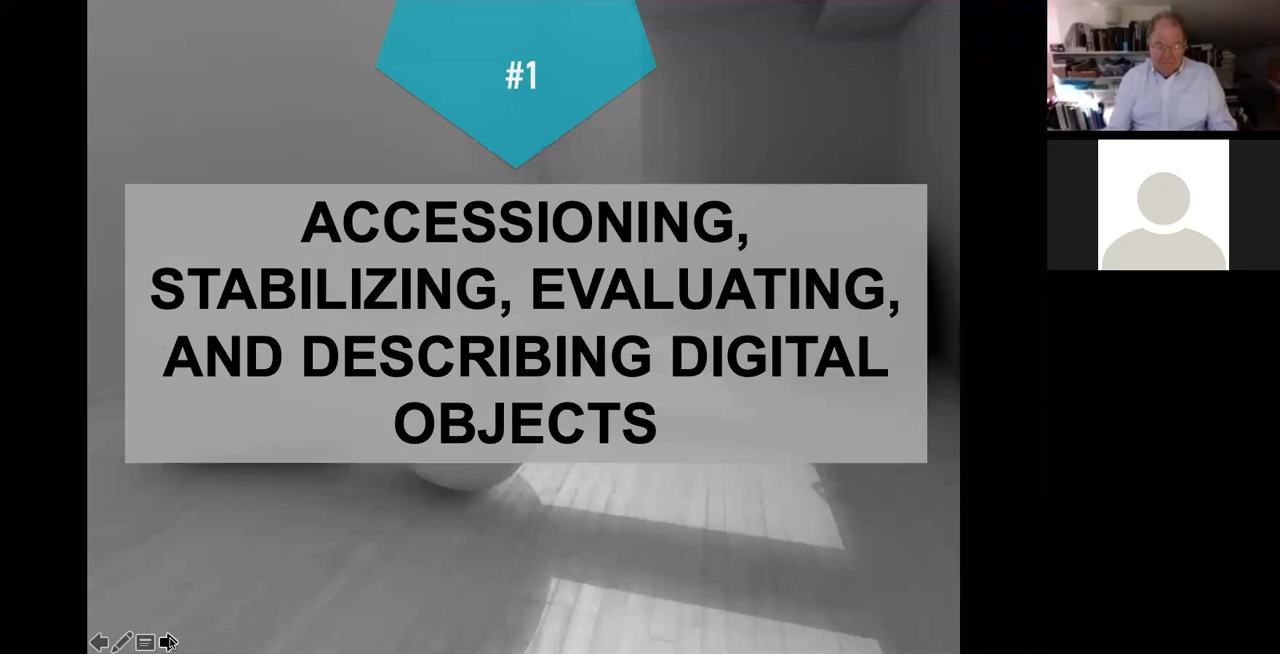 #1
ACCESSIONING,
STABILIZING, EVALUATING,
AND DESCRIBING DIGITAL
OBJECTS